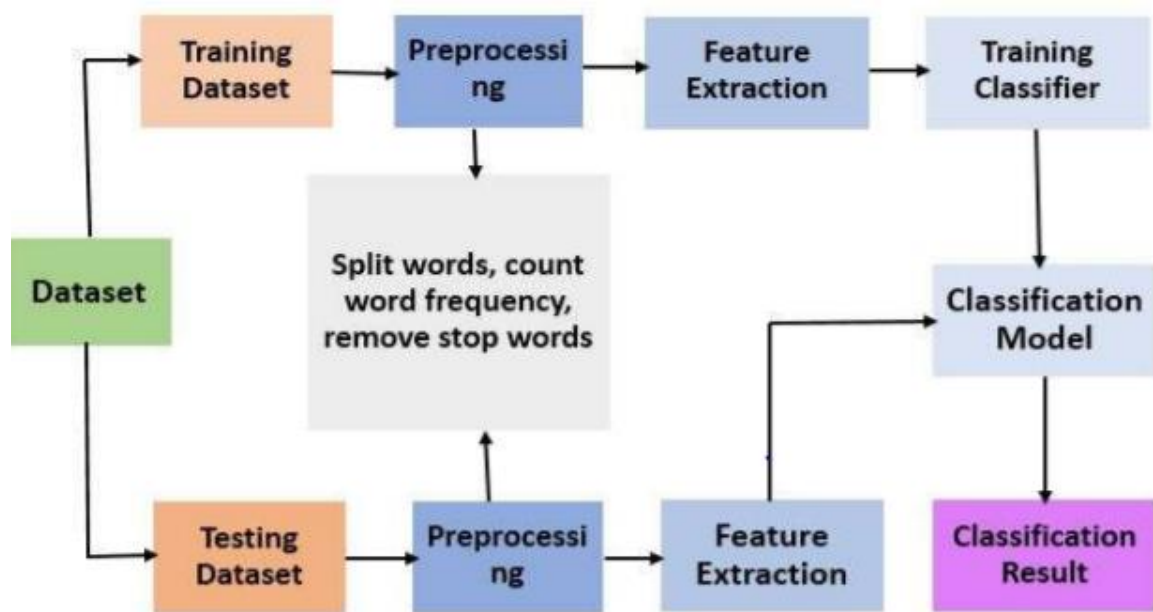 Training
Dataset
Preprocessi
ng
Feature
Extraction
Training
Classifier
Dataset
Split words, count
word frequency,
remove stop words
Classification
Model
Testing
Dataset
Preprocessi
ng
Feature
Extraction
Classification
Result